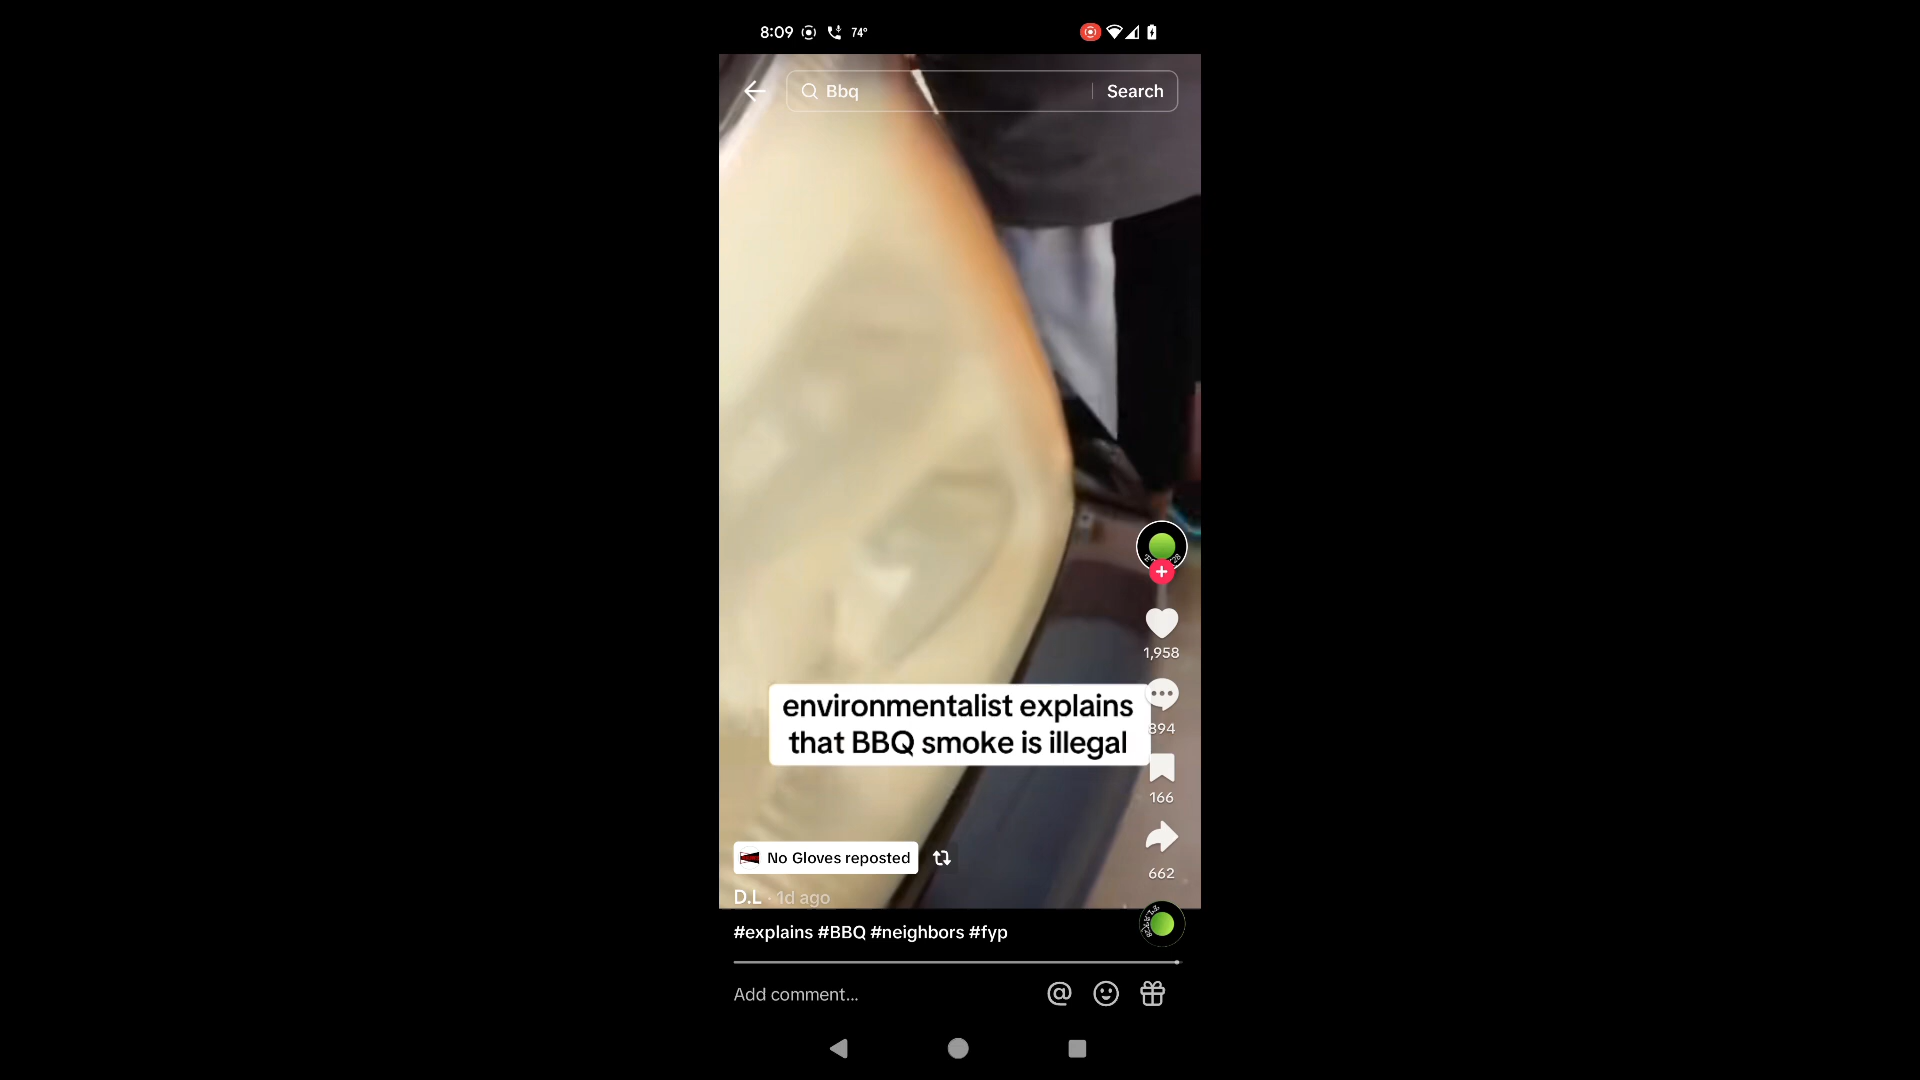 8:09 74°
Bbq Search
1,958
environmentalist explains
that BBQ smoke is illegal
894
166
No Gloves reposted
662
D.L · 1d ago
#explains #BBQ #neighbors #fyp
Add comment...